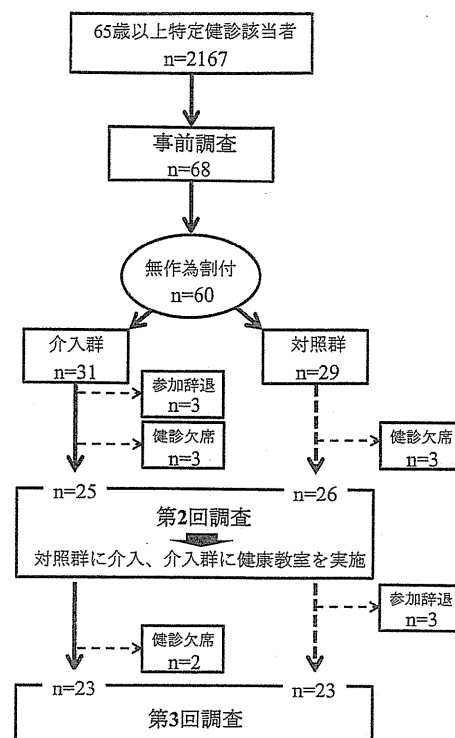 65歳以上特定健診該当者
n=2167
事前調査
n=68
無作為割付
n=60
介入群
n=31
対照群
n=29
参加辞退
n=3
健診欠席
n=3
健診欠席
n=3
n=25
n=26
第2回調査
対照群に介入、介入群に健康教室を実施
参加辞退
n=3
健診欠席
n=2
n=23
n=23
第3回調査